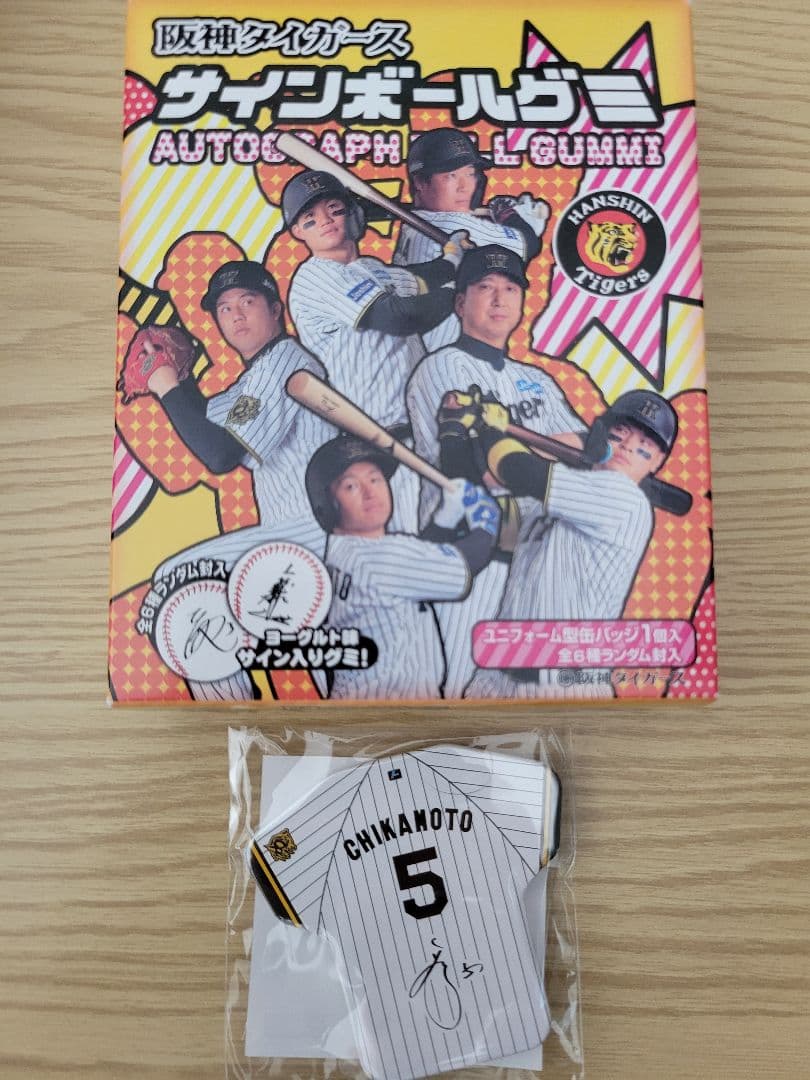 阪神タイガース
サインボールグミ
AUTOGRAPH B LL GUMMI
HANSHIN
Tigers
全6種ランダム封入
ヨーグルト味
サイン入りグミ!
ユニフォーム型缶バッジ1個入
全6種ランダム封入
阪神タイガース
CHIKAMOTO
5